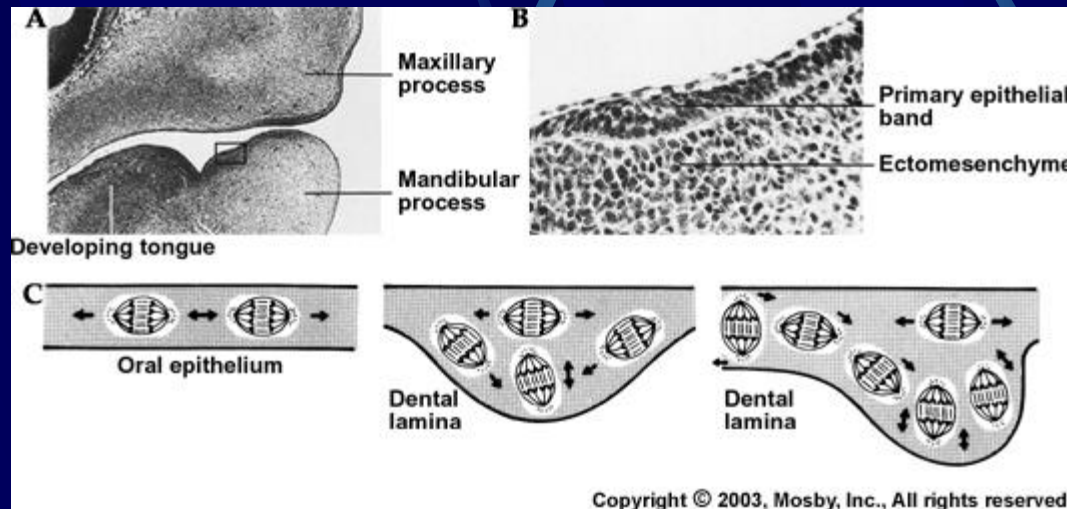 A
Maxillary
process
Mandibular
process
Developing tongue
B
Primary epithelial
band
Ectomesenchyme
C
Oral epithelium
Dental
lamina
Dental
lamina
Copyright © 2003, Mosby, Inc., All rights reserved